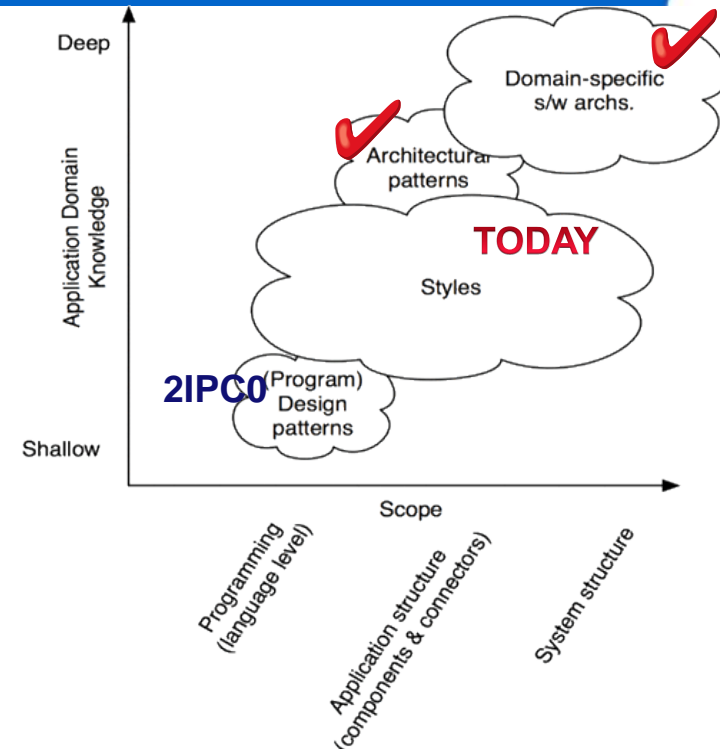 Deep
Domain-specific
s/w archs.
Architectural
patterns
Application Domain
Knowledge
TODAY
Styles
2IPC0
(Program)
Design
patterns
Shallow
Scope
Programming
(language level)
Application structure
(components & connectors)
System structure